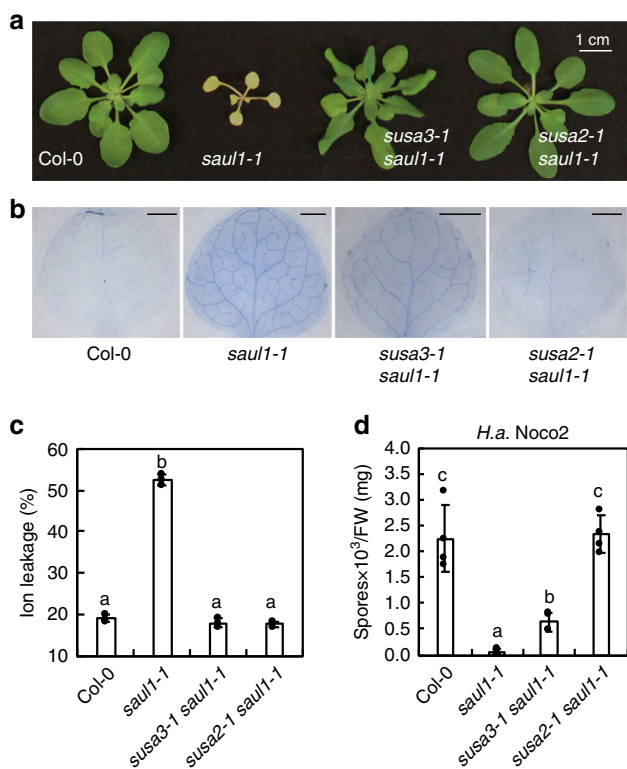 a
1 cm
Col-0
saul1-1
susa3-1
saul1-1
susa2-1
saul1-1
b
Col-0
saul1-1
susa3-1
saul1-1
susa2-1
saul1-1
c
Ion leakage (%)
60
50
40
30
20
10
a
b
a
a
Col-0
saul1-1
susa3-1 saul1-1
susa2-1 saul1-1
d
H.a. Noco2
Spores×10³/FW (mg)
4.0
3.5
3.0
2.5
2.0
1.5
1.0
0.5
0.0
c
a
b
c
Col-0
saul1-1
susa3-1 saul1-1
susa2-1 saul1-1